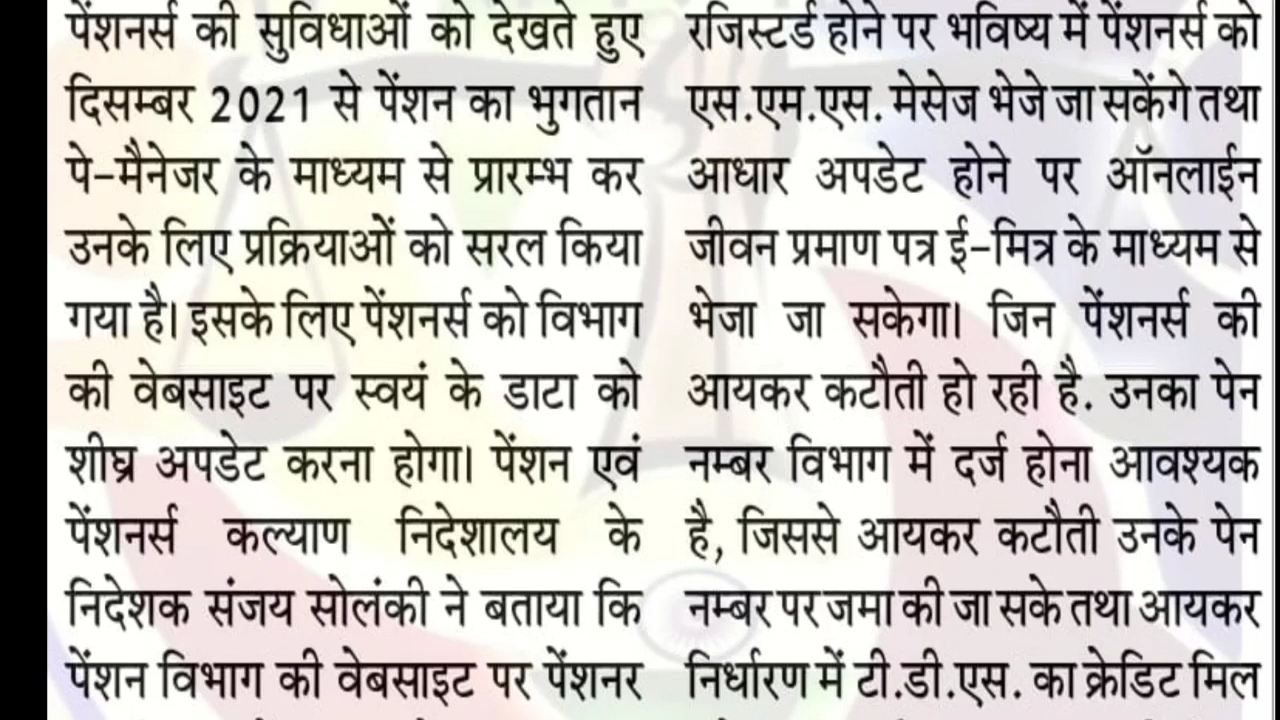 पेंशनर्स की सुविधाओं को देखते हुए
दिसम्बर 2021 से पेंशन का भुगतान
पे-मैनेजर के माध्यम से प्रारम्भ कर
उनके लिए प्रक्रियाओं को सरल किया
गया है। इसके लिए पेंशनर्स को विभाग
की वेबसाइट पर स्वयं के डाटा को
शीघ्र अपडेट करना होगा। पेंशन एवं
पेंशनर्स कल्याण निदेशालय के
निदेशक संजय सोलंकी ने बताया कि
पेंशन विभाग की वेबसाइट पर पेंशनर
रजिस्टर्ड होने पर भविष्य में पेंशनर्स को
एस.एम.एस. मेसेज भेजे जा सकेंगे तथा
आधार अपडेट होने पर ऑनलाईन
जीवन प्रमाण पत्र ई-मित्र के माध्यम से
भेजा जा सकेगा। जिन पेंशनर्स की
आयकर कटौती हो रही है. उनका पेन
नम्बर विभाग में दर्ज होना आवश्यक
है, जिससे आयकर कटौती उनके पेन
नम्बर पर जमा की जा सके तथा आयकर
निर्धारण में टी.डी.एस. का क्रेडिट मिल